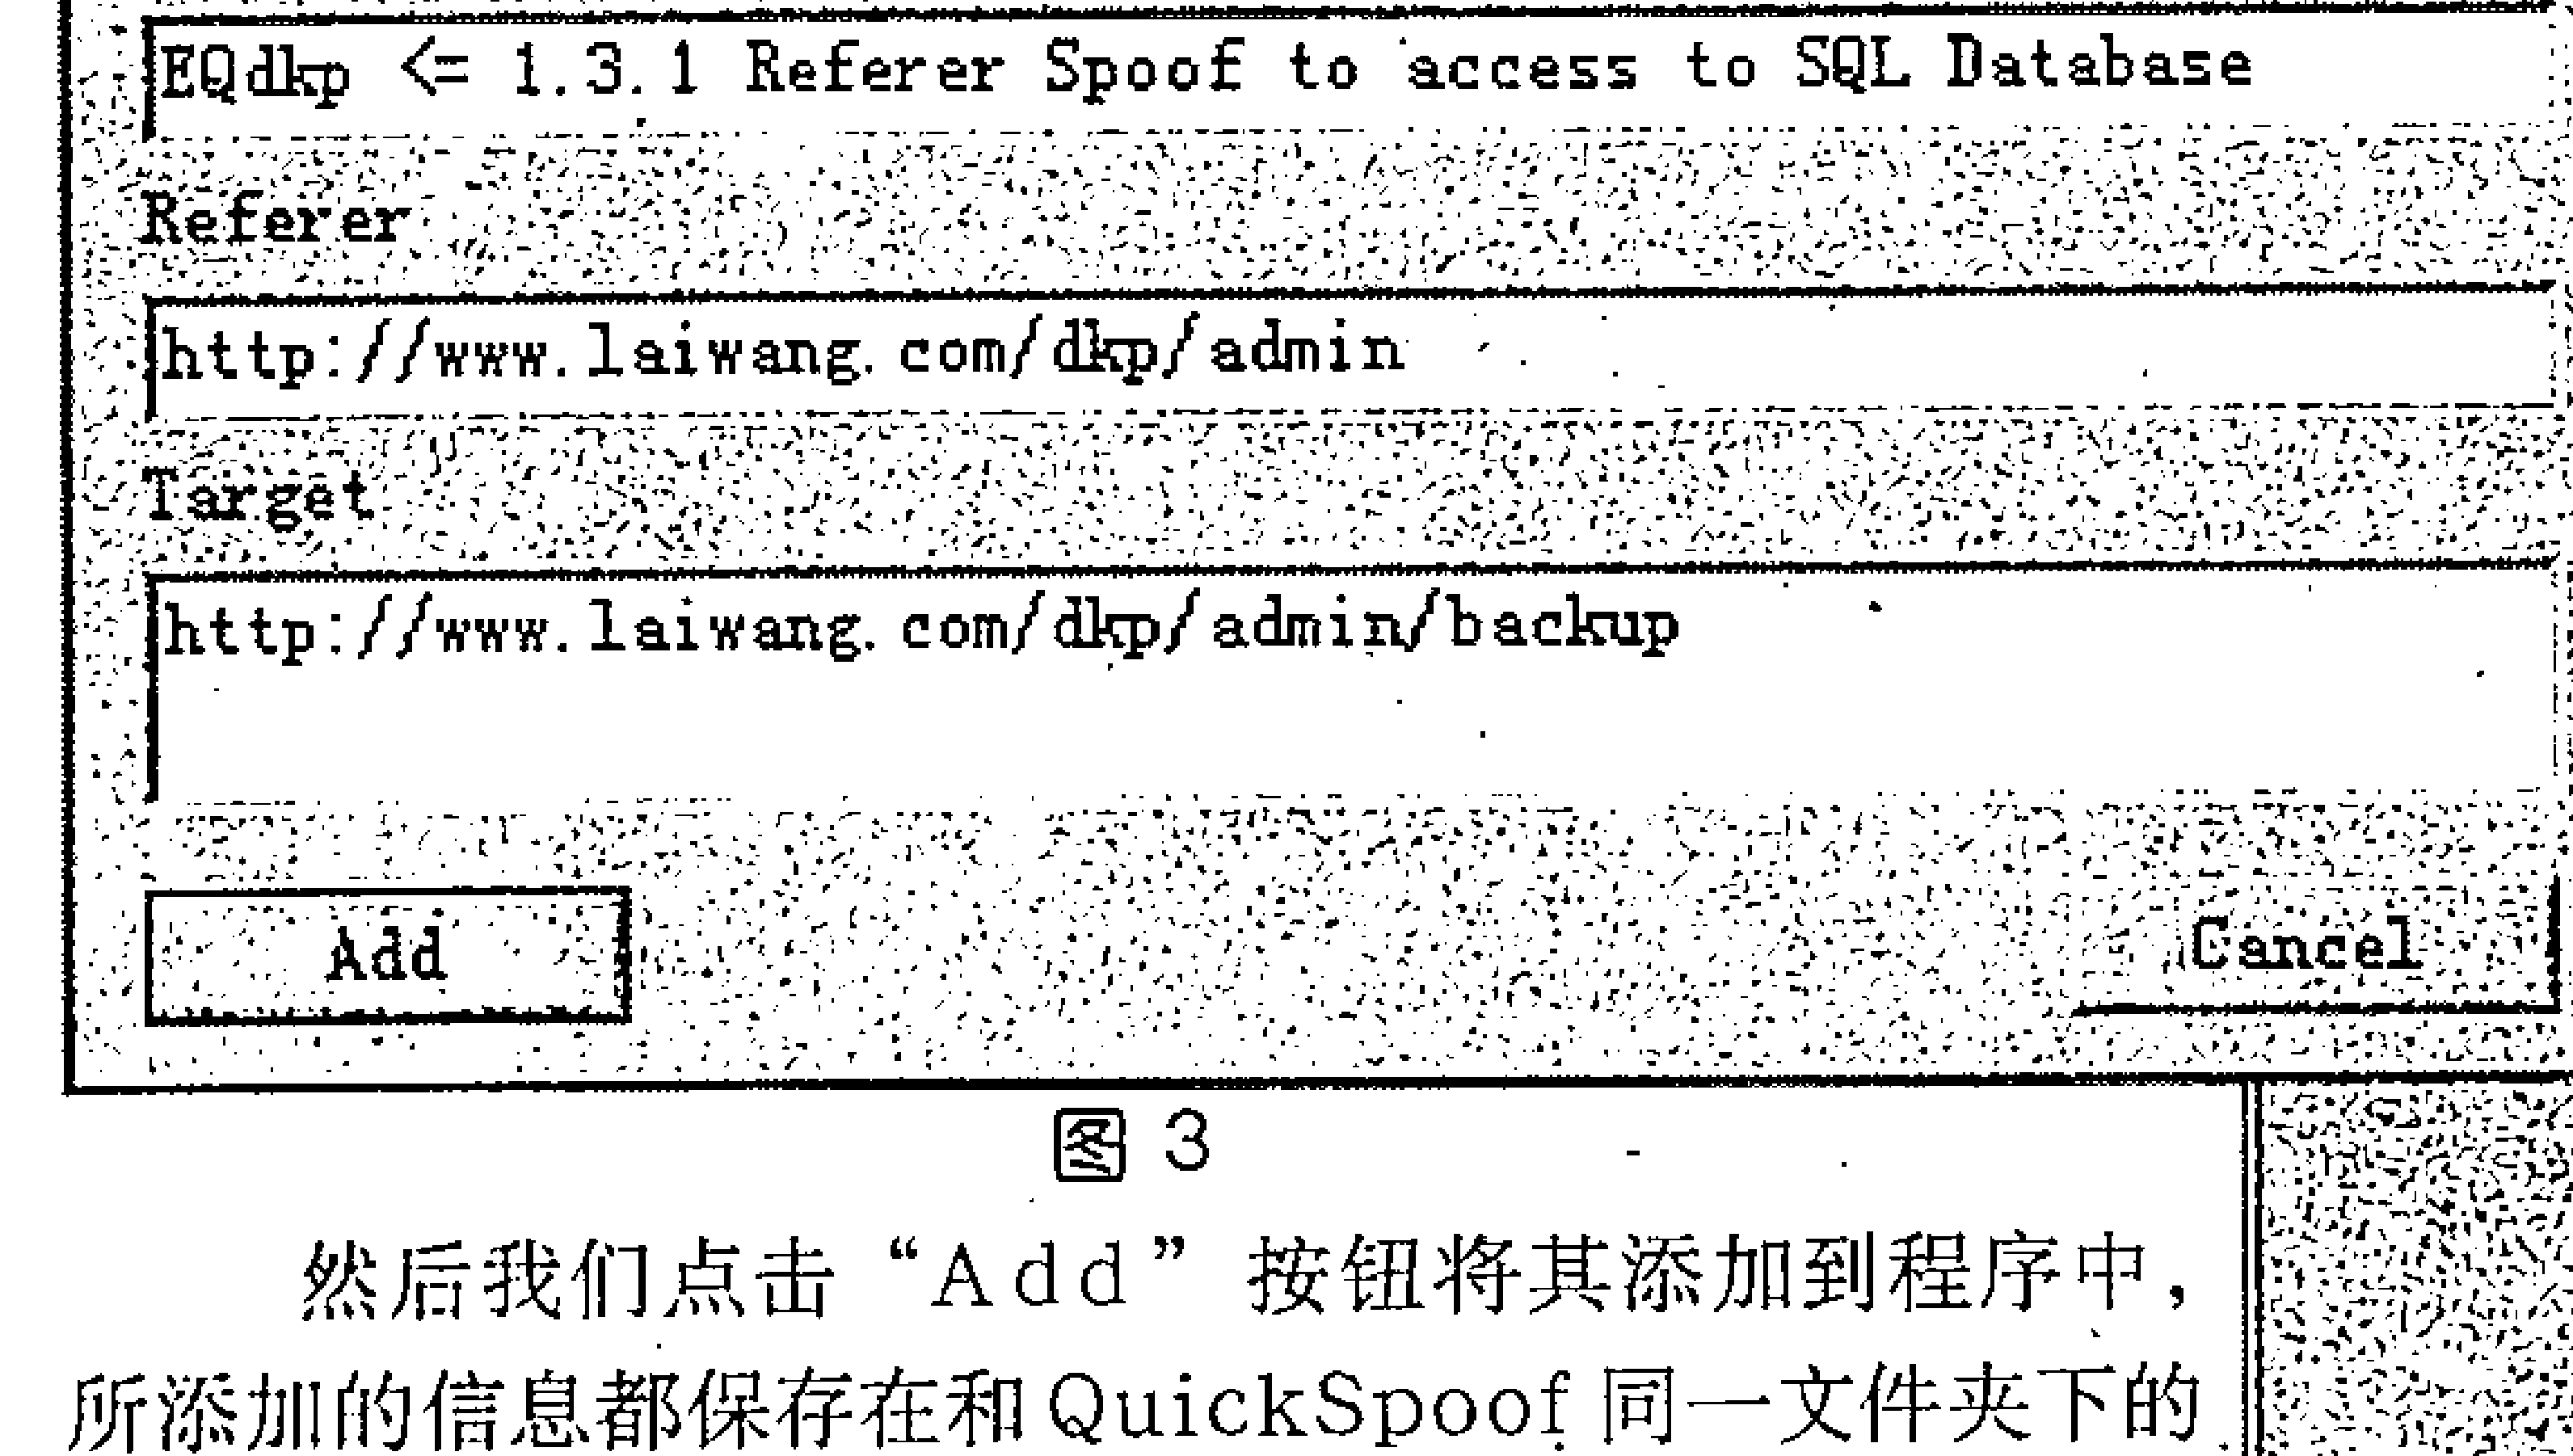 EQdkp <= 1.3.1 Referer Spoof to access to SQL Database
Referer
http://www.laiwang.com/dkp/admin
Target
http://www.laiwang.com/dkp/admin/backup
Add
Cancel
图 3
然后我们点击“Add”按钮将其添加到程序中，
所添加的信息都保存在和QuickSpoof同一文件夹下的